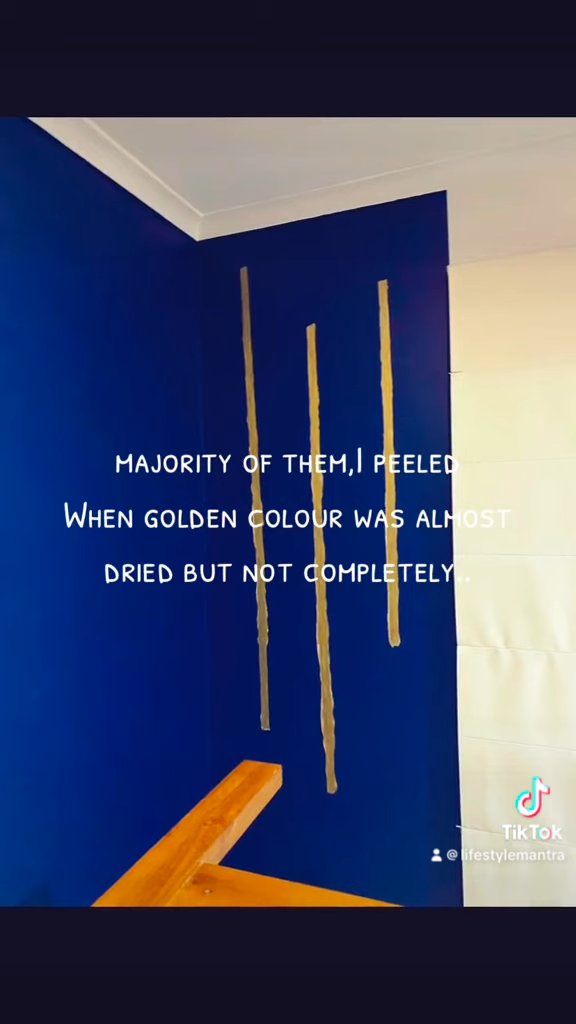 MAJORITY OF THEM,I PEELED
WHEN GOLDEN COLOUR WAS ALMOST
DRIED BUT NOT COMPLETELY..
TikTok
@lifestylemantra